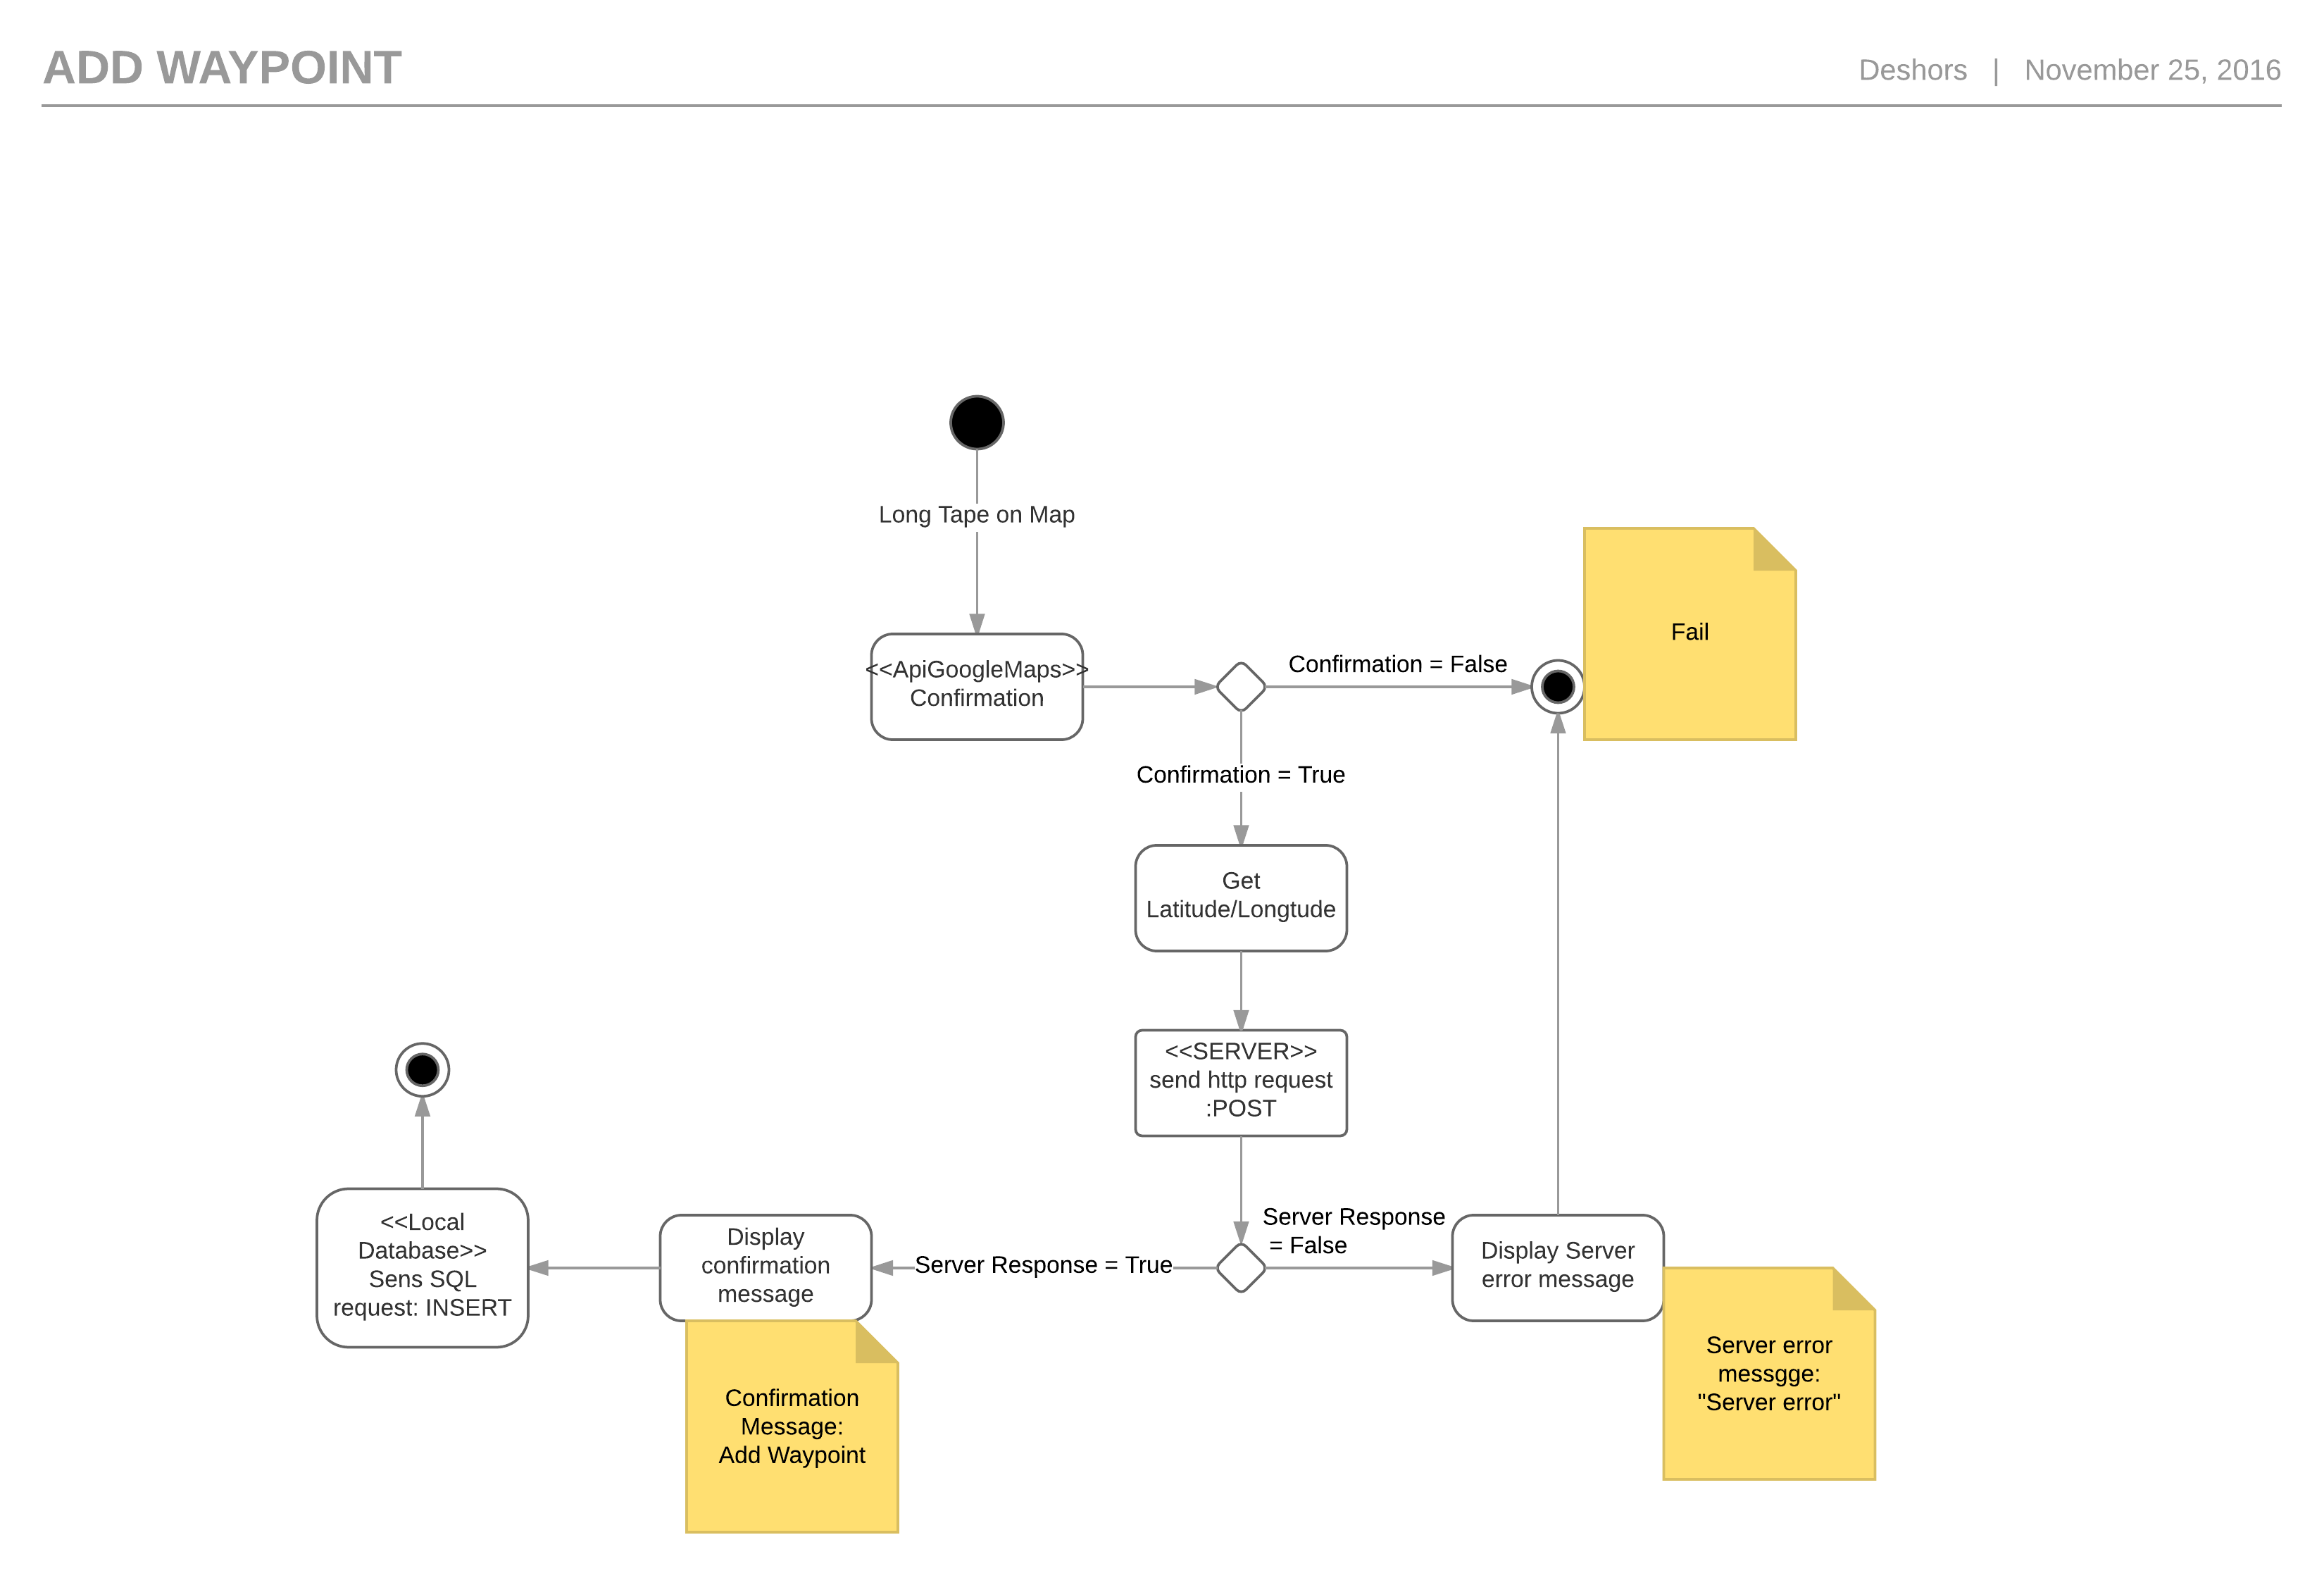 ADD WAYPOINT
Deshors | November 25, 2016
Long Tape on Map
Fail
<<ApiGoogleMaps>>
Confirmation
Confirmation = False
Confirmation = True
Get
Latitude/Longtude
<<SERVER>>
send http request
:POST
<<Local
Database>>
Sens SQL
request: INSERT
Display
confirmation
message
Server Response = True
Server Response
= False
Display Server
error message
Confirmation
Message:
Add Waypoint
Server error
messgge:
"Server error"